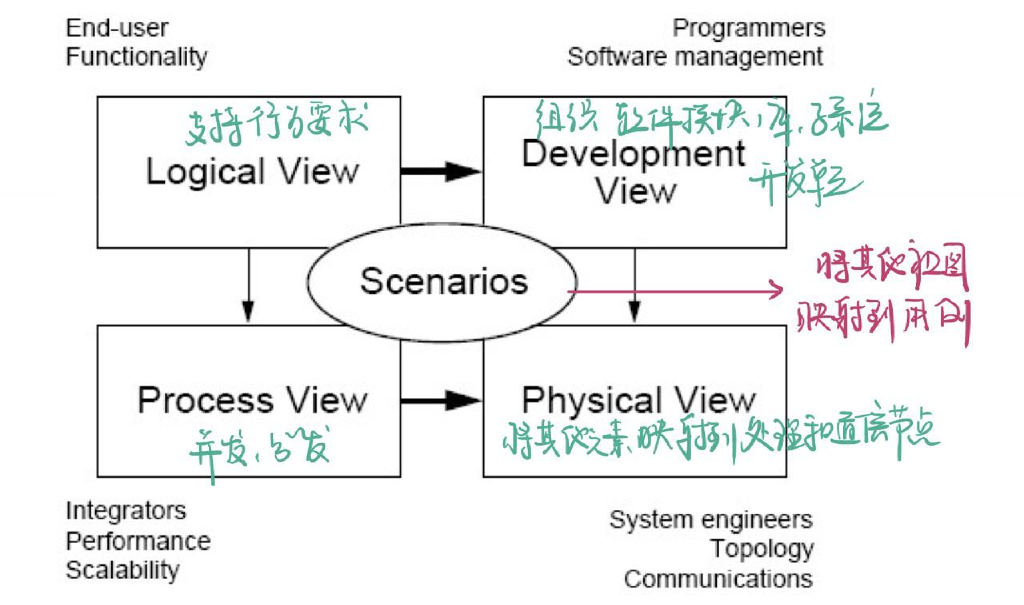 End-user
Functionality
Programmers
Software management
支持行为要求
Logical View
组织软件模块,库,子系统
Development
View
开发单元
Scenarios
将其他视图
映射到用例
Process View
并发、分发
Physical View
将其他元素映射到处理和通信节点
Integrators
Performance
Scalability
System engineers
Topology
Communications